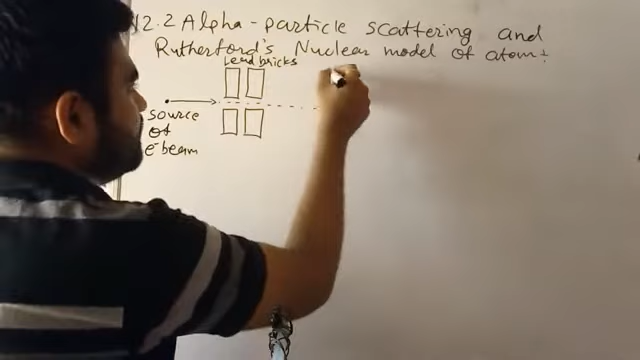 12.2 Alpha-particle scattering and
Rutherford's Nuclear model of atom:
Lead bricks
source
of
e⁻ beam